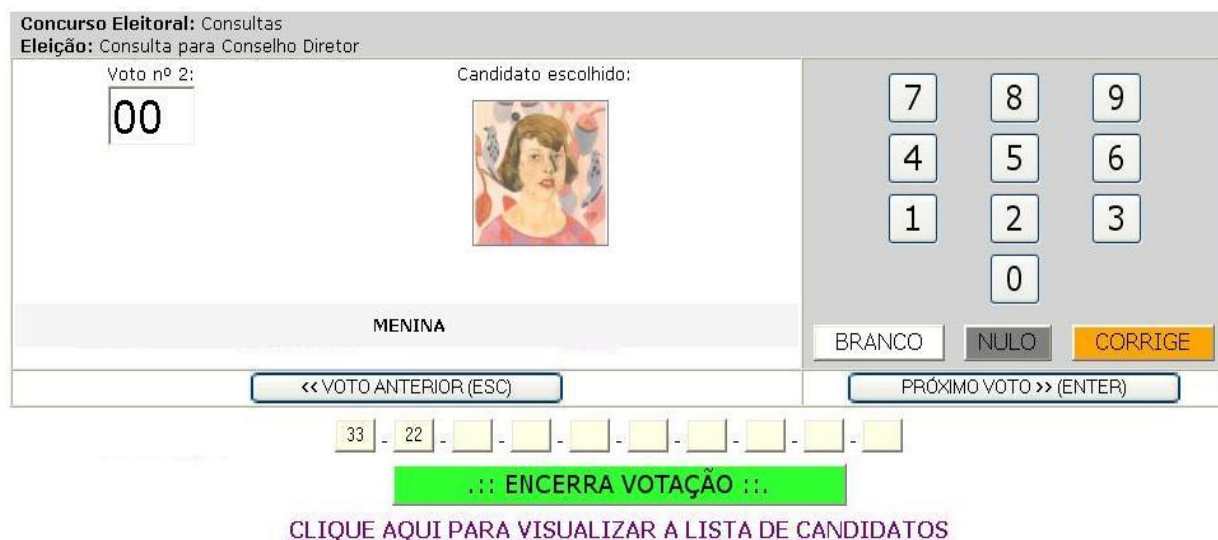 Concurso Eleitoral: Consultas
Eleição: Consulta para Conselho Diretor
Voto nº 2:
00
Candidato escolhido:
MENINA
7 8 9
4 5 6
1 2 3
0
BRANCO NULO CORRIGE
<< VOTO ANTERIOR (ESC)
PRÓXIMO VOTO >> (ENTER)
33 - 22 - - - - - - - -
.:: ENCERRA VOTAÇÃO ::.
CLIQUE AQUI PARA VISUALIZAR A LISTA DE CANDIDATOS